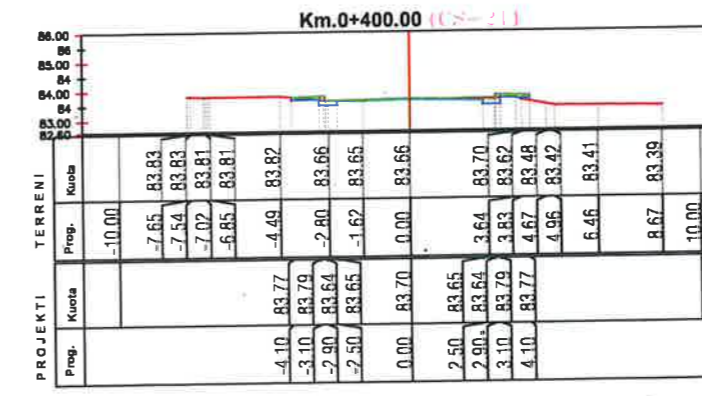 Km.0+400.00 (CS-21)
86.00
85.00
84.00
83.00
TERRENI
Kuota
83.83 83.83 83.81 83.81 83.82 83.66 83.65 83.66 83.70 83.62 83.48 83.42 83.41 83.39
Prog.
-10.00 -7.65 -7.54 -7.02 -6.85 -4.49 -2.80 -1.62 0.00 3.64 3.83 4.67 4.96 6.46 8.67 10.00
PROJEKTI
Kuota
83.77 83.79 83.64 83.65 83.70 83.65 83.64 83.79 83.77
Prog.
-4.10 -3.10 -2.90 -2.50 0.00 2.50 2.90 3.10 4.10